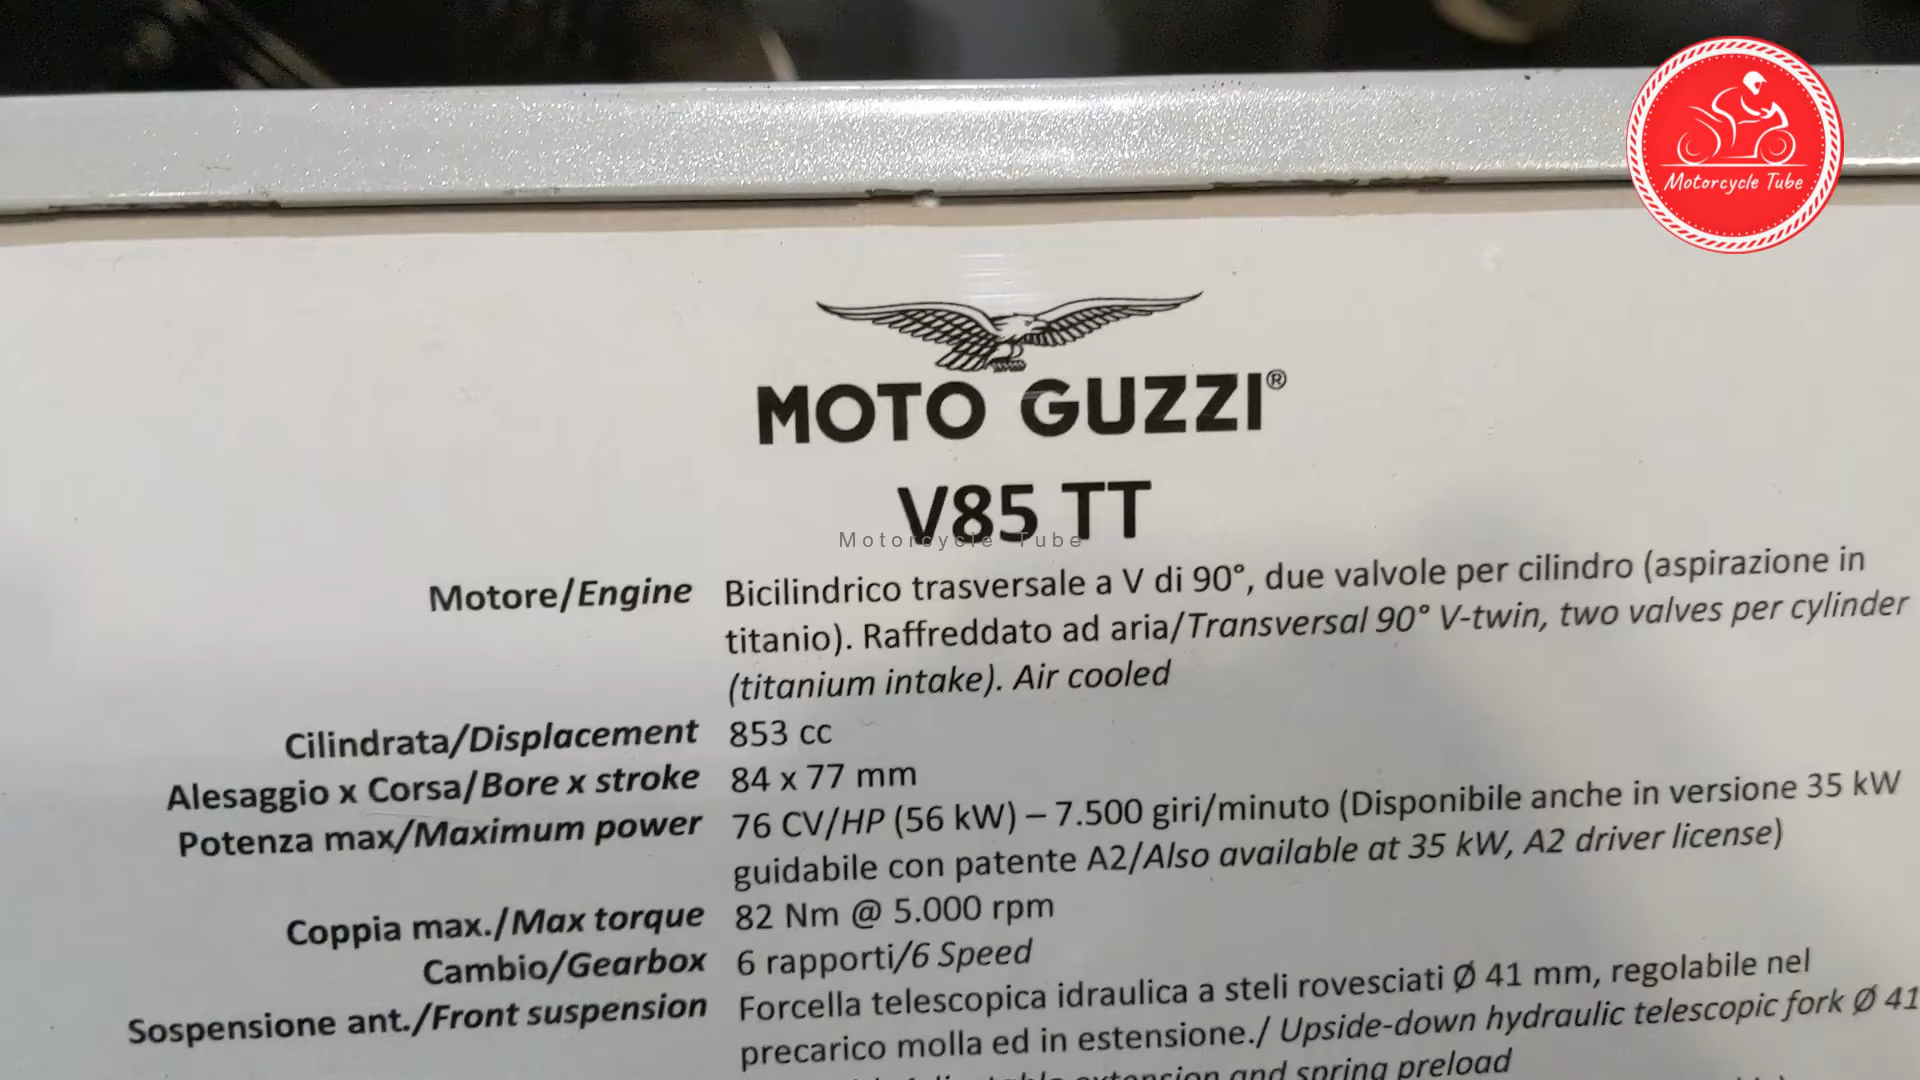 Motorcycle Tube
MOTO GUZZI®
V85 TT
Motorcycle Tube
Motore/Engine Bicilindrico trasversale a V di 90°, due valvole per cilindro (aspirazione in
titanio). Raffreddato ad aria/Transversal 90° V-twin, two valves per cylinder
(titanium intake). Air cooled
Cilindrata/Displacement 853 cc
Alesaggio x Corsa/Bore x stroke 84 x 77 mm
Potenza max/Maximum power 76 CV/HP (56 kW) – 7.500 giri/minuto (Disponibile anche in versione 35 kW
guidabile con patente A2/Also available at 35 kW, A2 driver license)
Coppia max./Max torque 82 Nm @ 5.000 rpm
Cambio/Gearbox 6 rapporti/6 Speed
Sospensione ant./Front suspension Forcella telescopica idraulica a steli rovesciati Ø 41 mm, regolabile nel
precarico molla ed in estensione./ Upside-down hydraulic telescopic fork Ø 41
extension and spring preload